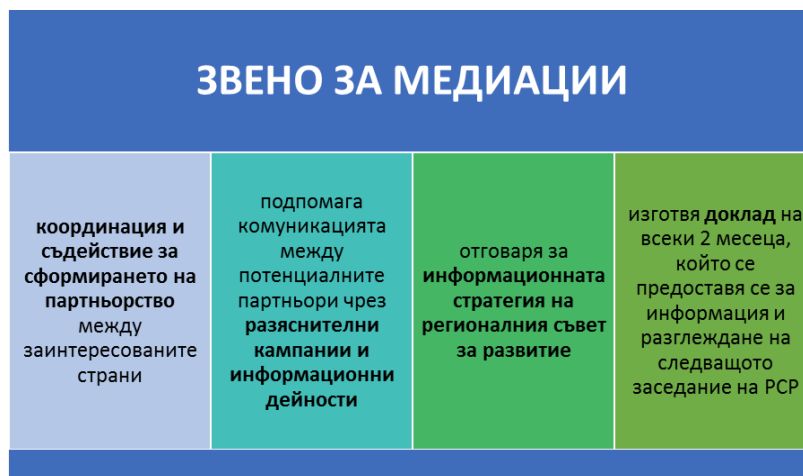 ЗВЕНО ЗА МЕДИАЦИИ
координация и
съдействие за
сформирането на
партньорство
между
заинтересованите
страни
подпомага
комуникацията
между
потенциалните
партньори чрез
разяснителни
кампании и
информационни
дейности
отговаря за
информационната
стратегия на
регионалния съвет
за развитие
изготвя доклад на
всеки 2 месеца,
който се
предоставя се за
информация и
разглеждане на
следващото
заседание на РСР